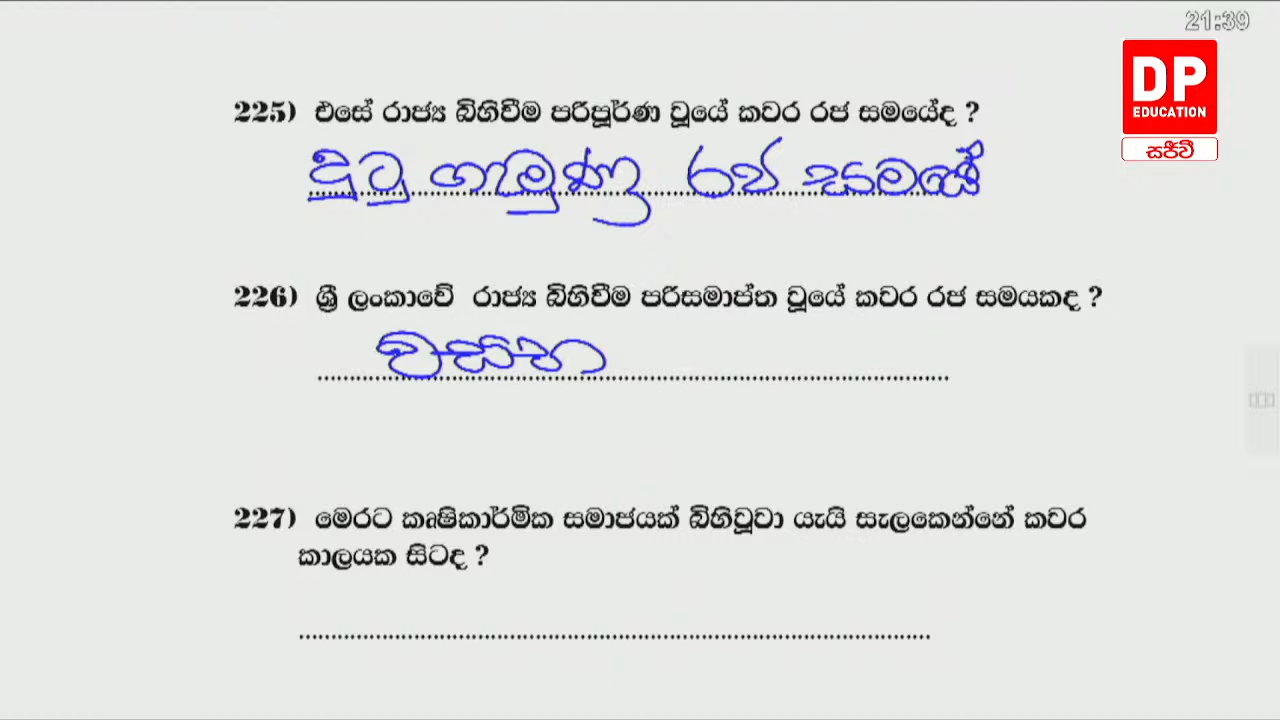 21:39
DP
EDUCATION
සජීවී
225) එසේ රාජ්‍ය බිහිවීම පරිපූර්ණ වූයේ කවර රජ සමයේද ?
දුටු ගැමුණු රජ සමයේ
226) ශ්‍රී ලංකාවේ රාජ්‍ය බිහිවීම පරිසමාප්ත වූයේ කවර රජ සමයකද ?
වසභ
227) මෙරට කෘෂිකාර්මික සමාජයක් බිහිවූවා යැයි සැලකෙන්නේ කවර
කාලයක සිටද ?